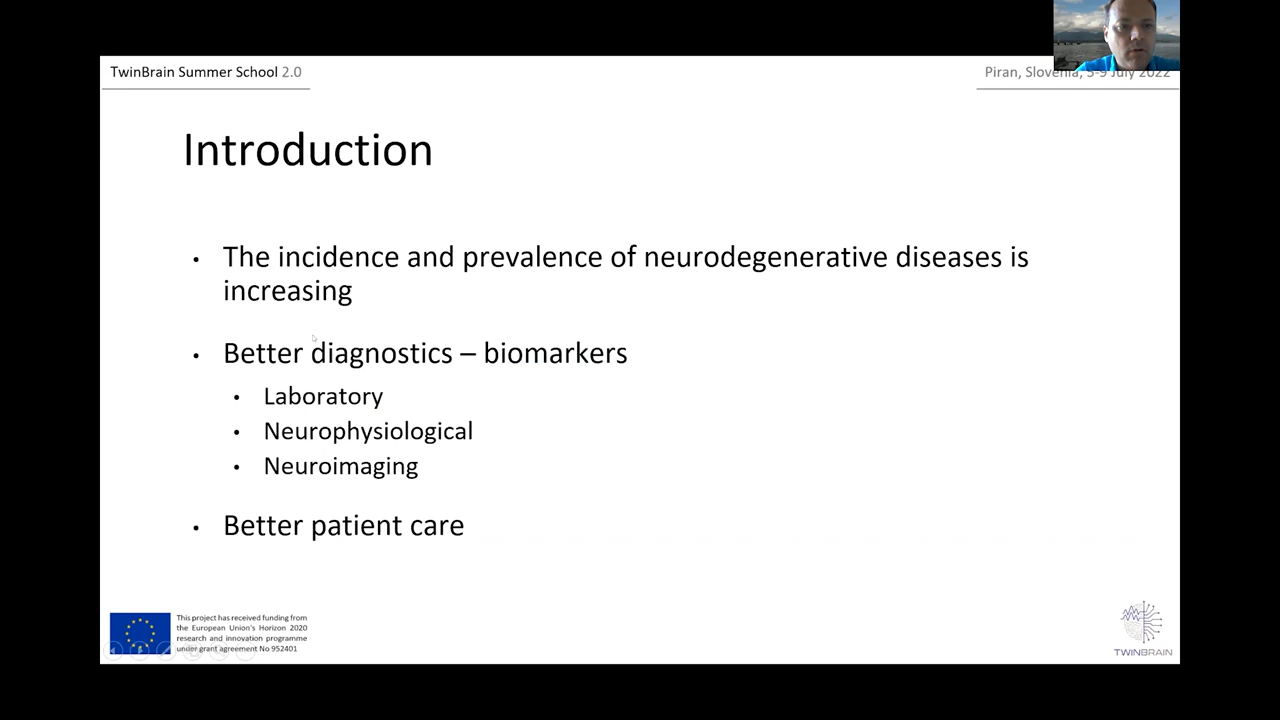 TwinBrain Summer School 2.0
Piran, Slovenia, 5-9 July 2022
Introduction
• The incidence and prevalence of neurodegenerative diseases is
increasing
• Better diagnostics – biomarkers
• Laboratory
• Neurophysiological
• Neuroimaging
• Better patient care
This project has received funding from
the European Union's Horizon 2020
research and innovation programme
under grant agreement No 952401
TWINBRAIN